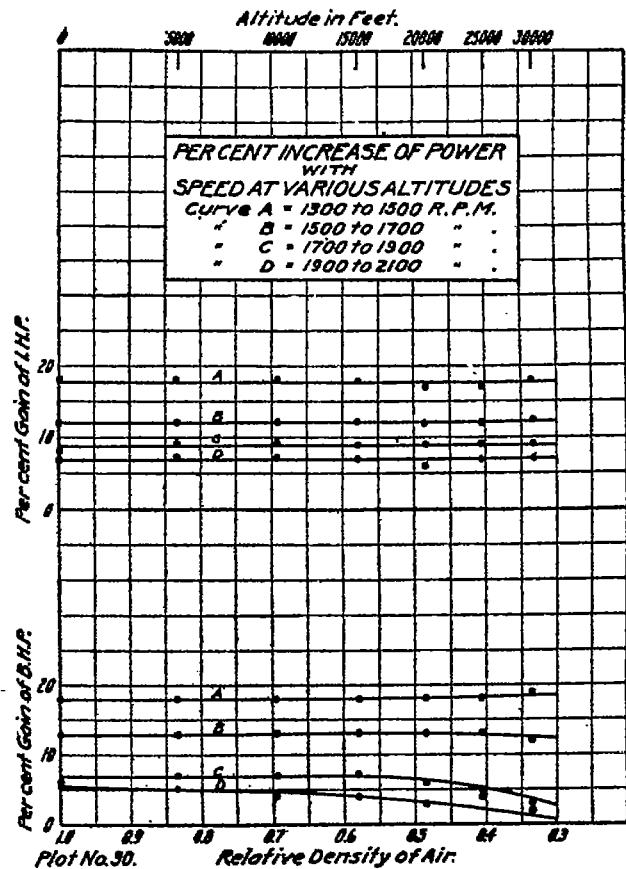 Altitude in Feet.
0 5000 10000 15000 20000 25000 30000
PER CENT INCREASE OF POWER
WITH
SPEED AT VARIOUS ALTITUDES
Curve A = 1300 to 1500 R.P.M.
" B = 1500 to 1700 " .
" C = 1700 to 1900 " .
" D = 1900 to 2100 " .
Per cent Gain of I.H.P.
20
10
0
A
B
C
D
Per cent Gain of B.H.P.
20
10
0
A
B
C
D
1.0 0.9 0.8 0.7 0.6 0.5 0.4 0.3
Plot No.30. Relative Density of Air.